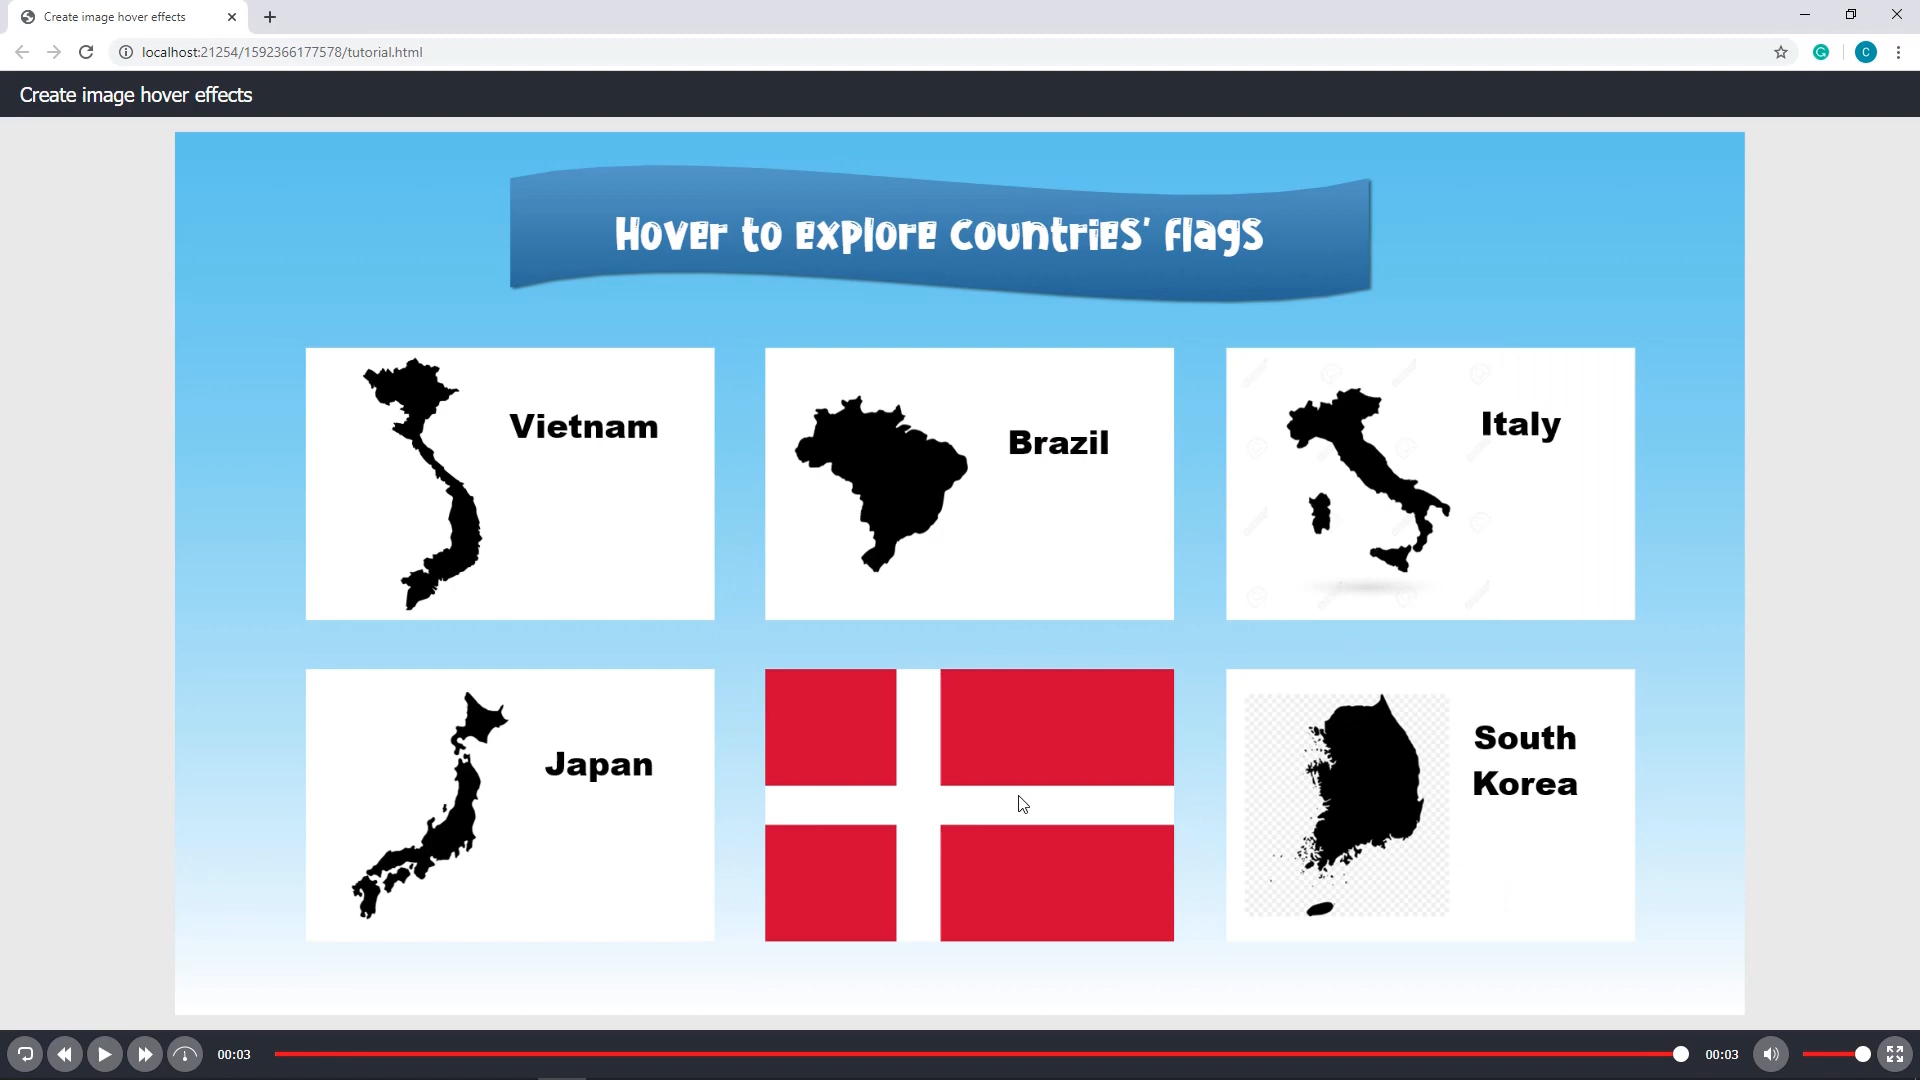 Create image hover effects
localhost:21254/1592366177578/tutorial.html
C
Create image hover effects
Hover to explore countries' flags
Vietnam
Brazil
Italy
Japan
South
Korea
00:03
00:03